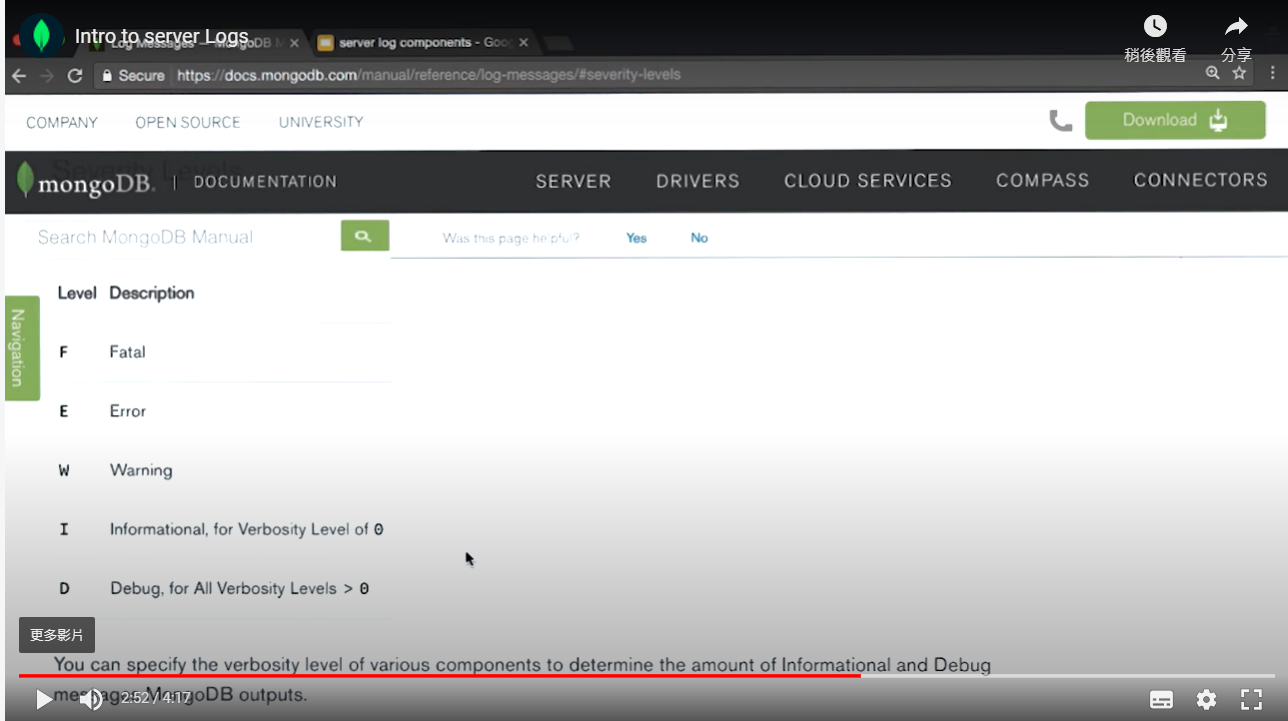 Intro to server Logs
Log Messages — MongoDB M
server log components - Goog
稍後觀看
分享
Secure
https://docs.mongodb.com/manual/reference/log-messages/#severity-levels
COMPANY OPEN SOURCE UNIVERSITY
Download
Severity Levels
mongoDB. | DOCUMENTATION
SERVER DRIVERS CLOUD SERVICES COMPASS CONNECTORS
Search MongoDB Manual
Was this page helpful? Yes No
Navigation
Level Description
F Fatal
E Error
W Warning
I Informational, for Verbosity Level of 0
D Debug, for All Verbosity Levels > 0
更多影片
You can specify the verbosity level of various components to determine the amount of Informational and Debug
messages MongoDB outputs.
2:52 / 4:17